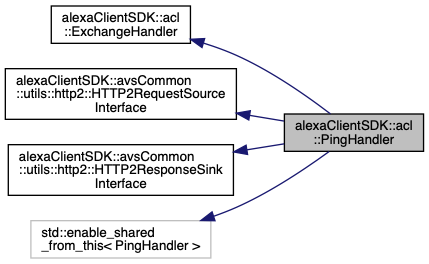 alexaClientSDK::acl
::ExchangeHandler
alexaClientSDK::avsCommon
::utils::http2::HTTP2RequestSource
Interface
alexaClientSDK::acl
::PingHandler
alexaClientSDK::avsCommon
::utils::http2::HTTP2ResponseSink
Interface
std::enable_shared
_from_this< PingHandler >